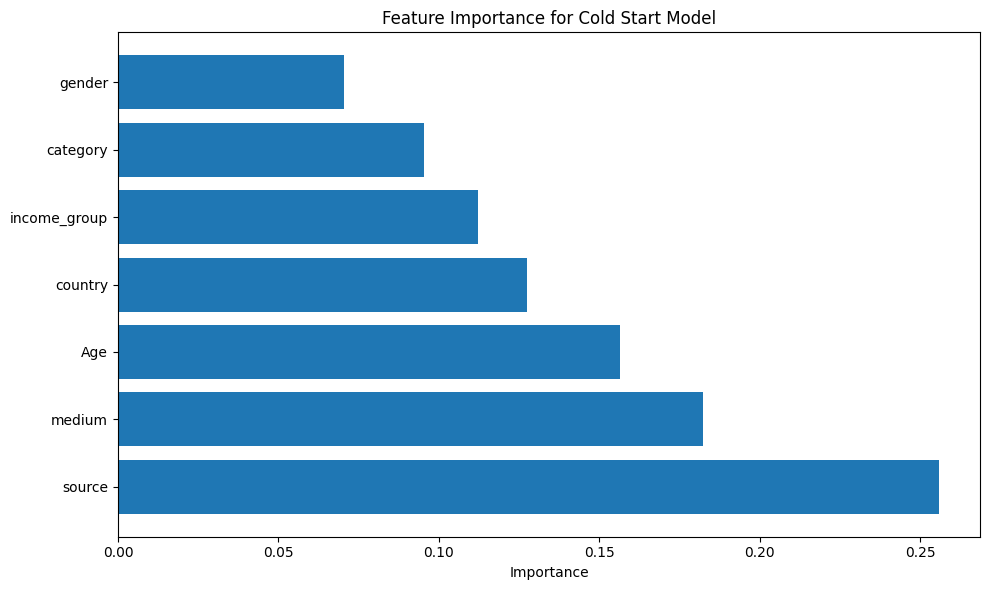 Feature Importance for Cold Start Model
gender
category
income_group
country
Age
medium
source
0.00 0.05 0.10 0.15 0.20 0.25
Importance